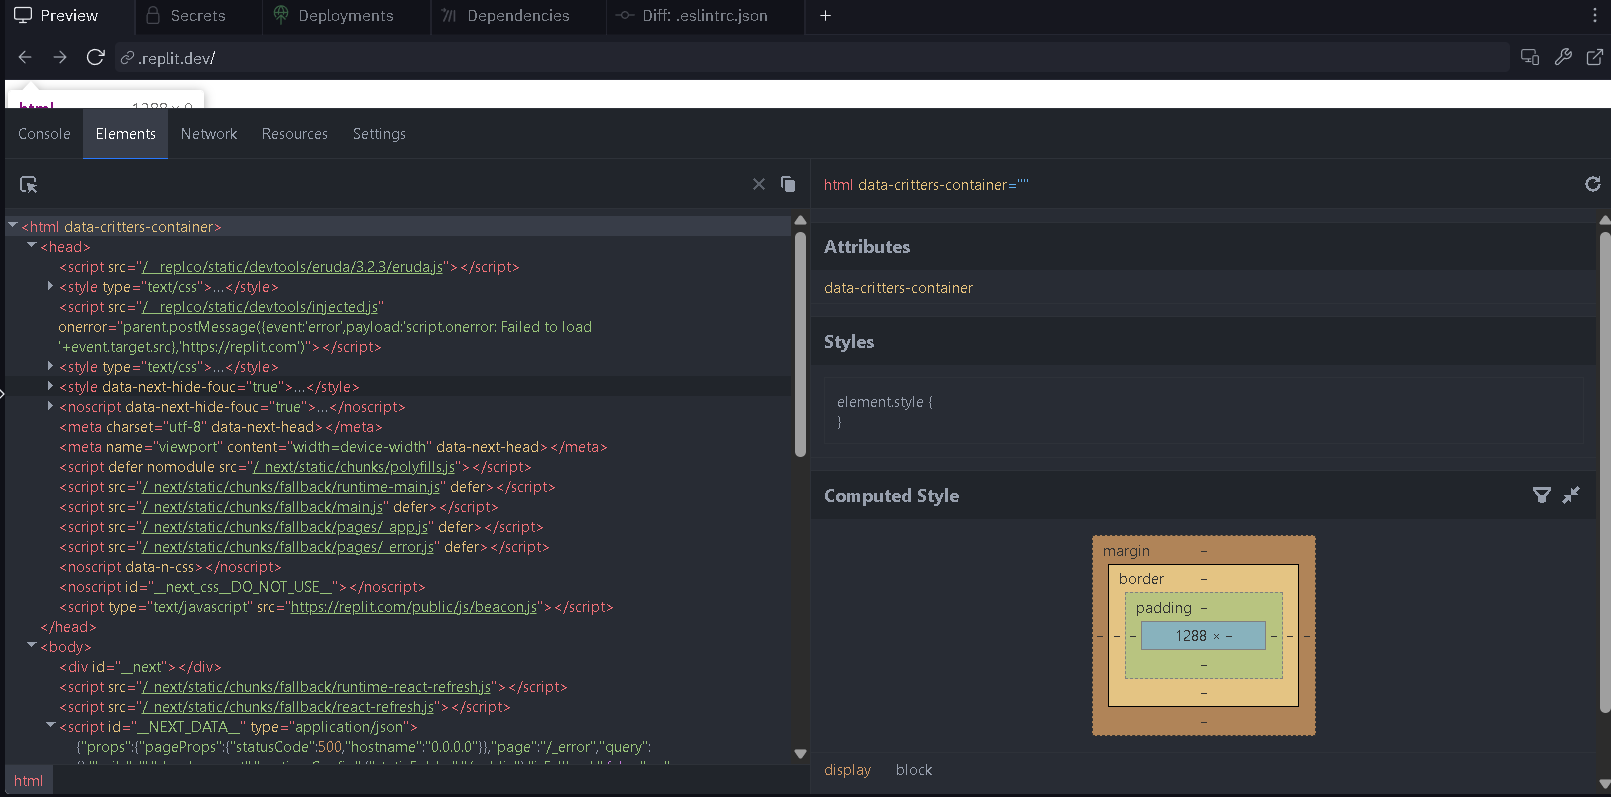 Preview
Secrets
Deployments
Dependencies
Diff: .eslintrc.json
.replit.dev/
html 1288 × 0
Console
Elements
Network
Resources
Settings
html data-critters-container=""
<html data-critters-container>
<head>
<script src="/__replco/static/devtools/eruda/3.2.3/eruda.js"></script>
<style type="text/css">…</style>
<script src="/__replco/static/devtools/injected.js"
onerror="parent.postMessage({event:'error',payload:'script.onerror: Failed to load
'+event.target.src},'https://replit.com')"></script>
<style type="text/css">…</style>
<style data-next-hide-fouc="true">…</style>
<noscript data-next-hide-fouc="true">…</noscript>
<meta charset="utf-8" data-next-head></meta>
<meta name="viewport" content="width=device-width" data-next-head></meta>
<script defer nomodule src="/_next/static/chunks/polyfills.js"></script>
<script src="/_next/static/chunks/fallback/runtime-main.js" defer></script>
<script src="/_next/static/chunks/fallback/main.js" defer></script>
<script src="/_next/static/chunks/fallback/pages/_app.js" defer></script>
<script src="/_next/static/chunks/fallback/pages/_error.js" defer></script>
<noscript data-n-css></noscript>
<noscript id="__next_css__DO_NOT_USE__"></noscript>
<script type="text/javascript" src="https://replit.com/public/js/beacon.js"></script>
</head>
<body>
<div id="__next"></div>
<script src="/_next/static/chunks/fallback/runtime-react-refresh.js"></script>
<script src="/_next/static/chunks/fallback/react-refresh.js"></script>
<script id="__NEXT_DATA__" type="application/json">
{"props":{"pageProps":{"statusCode":500,"hostname":"0.0.0.0"}},"page":"/_error","query":
html
Attributes
data-critters-container
Styles
element.style {
}
Computed Style
margin –
border –
padding –
– – – 1288 × – – – –
–
–
–
display block